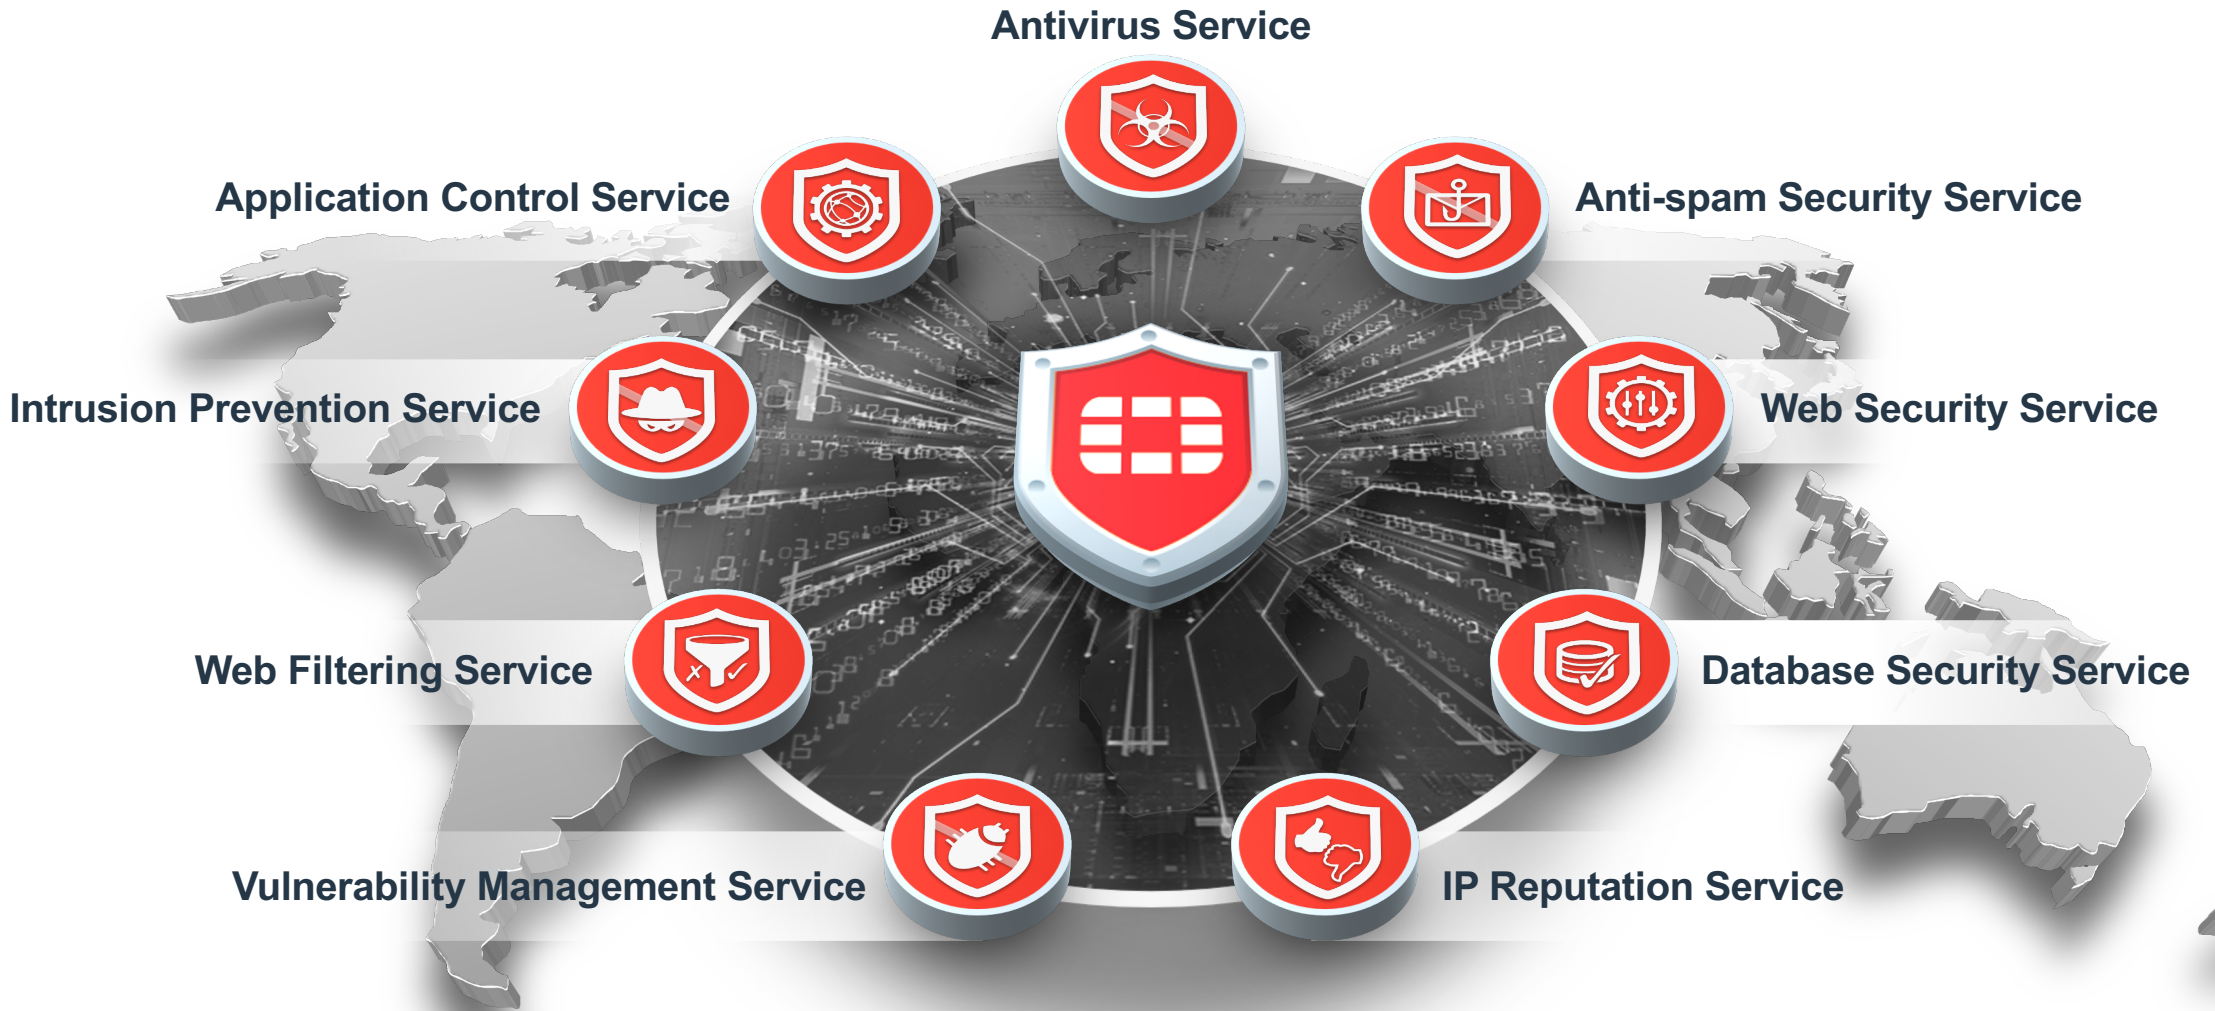 Antivirus Service
Application Control Service
Anti-spam Security Service
Intrusion Prevention Service
Web Security Service
Web Filtering Service
Database Security Service
Vulnerability Management Service
IP Reputation Service